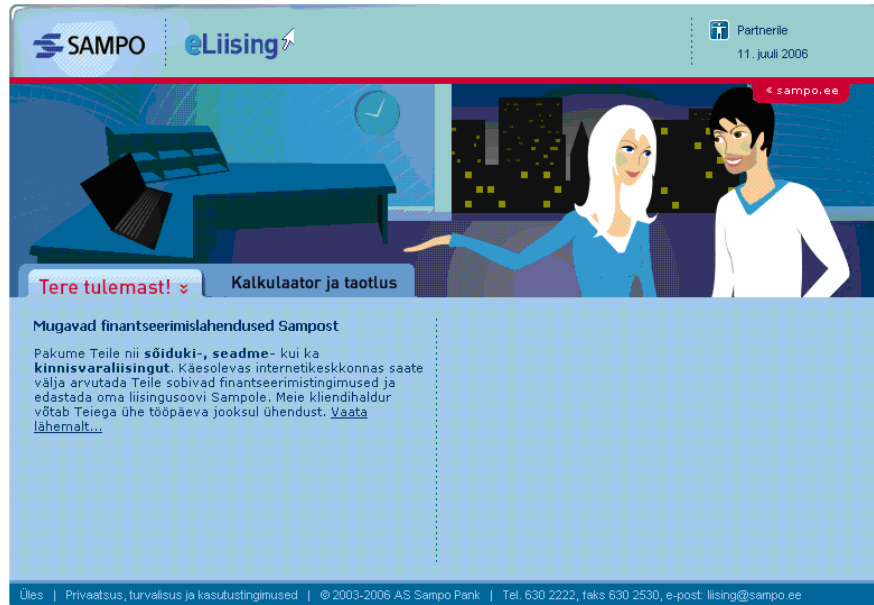 SAMPO
eLiising
Partnerile
11. juuli 2006
« sampo.ee
Tere tulemast!
Kalkulaator ja taotlus
Mugavad finantseerimislahendused Sampost
Pakume Teile nii sõiduki-, seadme- kui ka
kinnisvaraliisingut. Käesolevas internetikeskkonnas saate
välja arvutada Teile sobivad finantseerimistingimused ja
edastada oma liisingusoovi Sampole. Meie kliendihaldur
võtab Teiega ühe tööpäeva jooksul ühendust. Vaata
lähemalt...
Üles | Privaatsus, turvalisus ja kasutustingimused | © 2003-2006 AS Sampo Pank | Tel. 630 2222, faks 630 2530, e-post: liising@sampo.ee